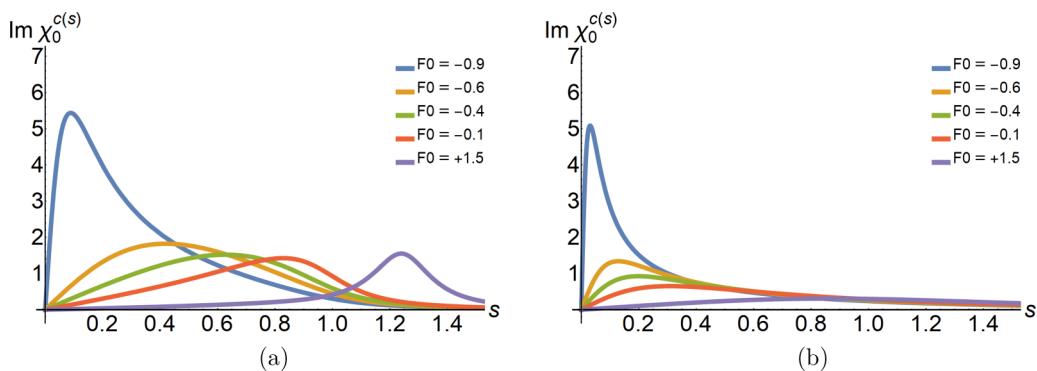 Im χ₀^c(s)
7
6
5
4
3
2
1
0.2 0.4 0.6 0.8 1.0 1.2 1.4 s
F0 = −0.9
F0 = −0.6
F0 = −0.4
F0 = −0.1
F0 = +1.5
(a)
Im χ₀^c(s)
7
6
5
4
3
2
1
0.2 0.4 0.6 0.8 1.0 1.2 1.4 s
F0 = −0.9
F0 = −0.6
F0 = −0.4
F0 = −0.1
F0 = +1.5
(b)